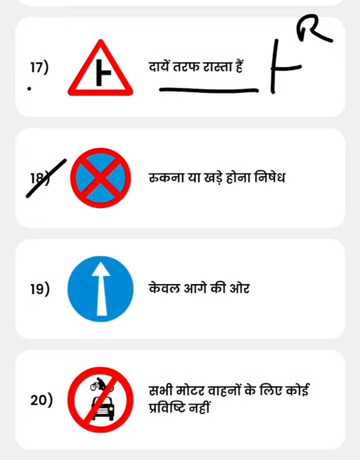 17) दायें तरफ रास्ता हैं R
18) रुकना या खड़े होना निषेध
19) केवल आगे की ओर
20) सभी मोटर वाहनों के लिए कोई
प्रविष्टि नहीं